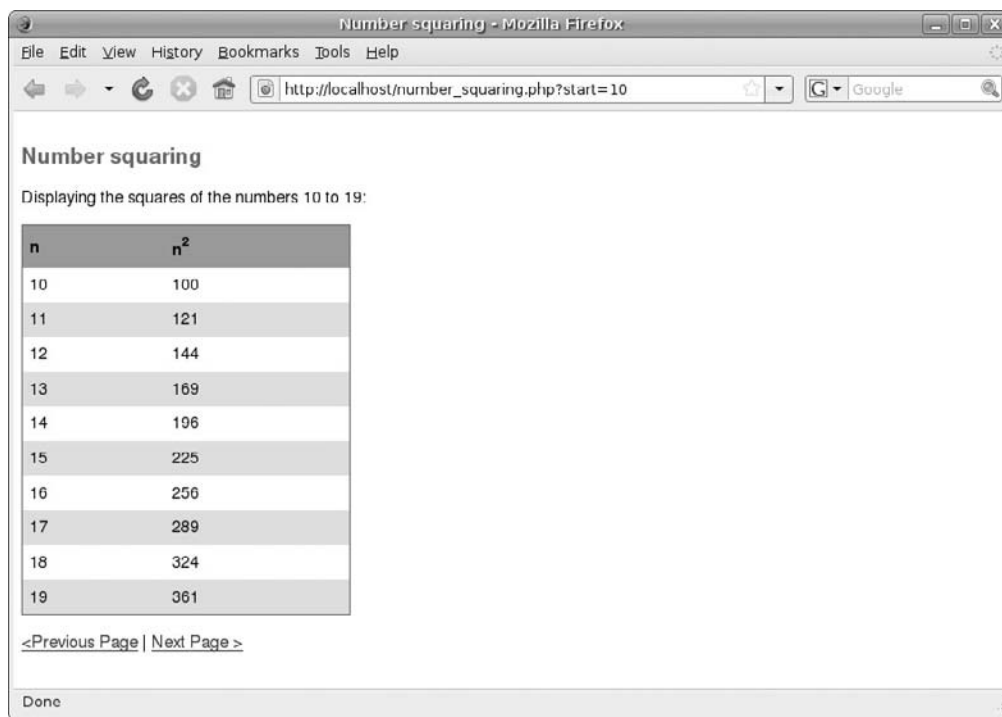 Number squaring - Mozilla Firefox
File Edit View History Bookmarks Tools Help
http://localhost/number_squaring.php?start=10
G Google
Number squaring
Displaying the squares of the numbers 10 to 19:
n n²
10 100
11 121
12 144
13 169
14 196
15 225
16 256
17 289
18 324
19 361
<Previous Page | Next Page >
Done